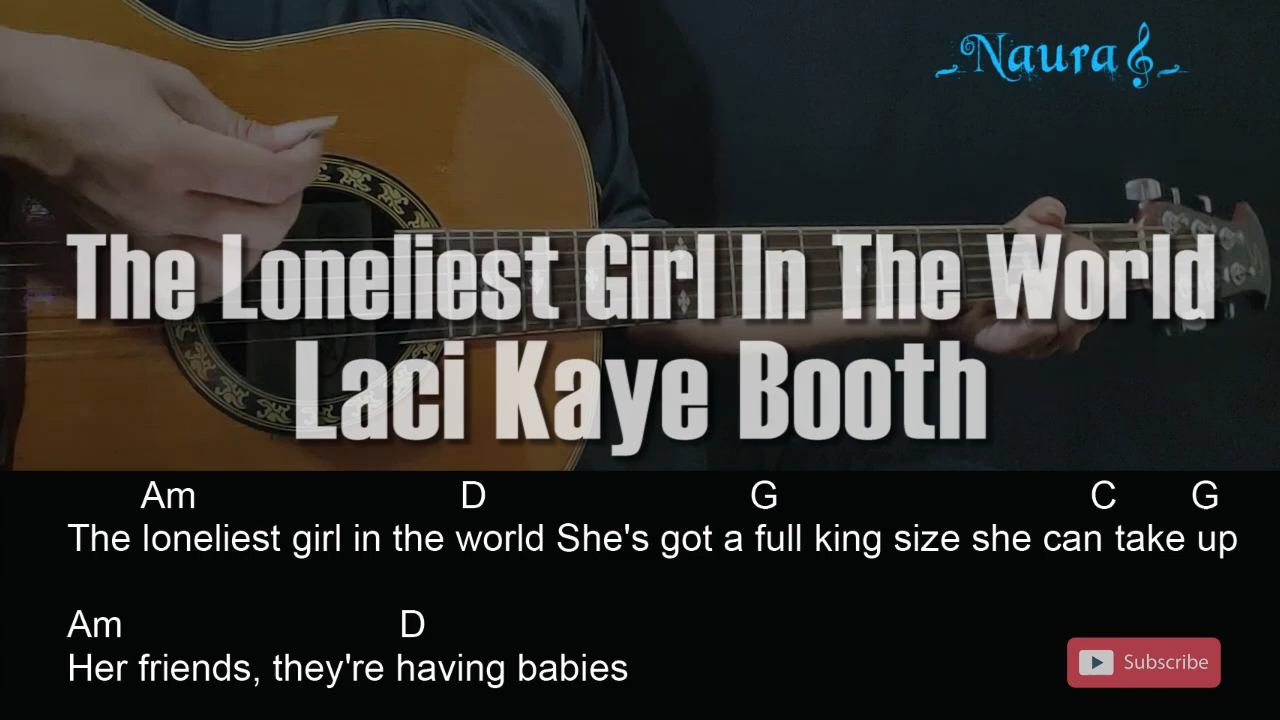 Naura
The Loneliest Girl In The World
Laci Kaye Booth
Am D G C G
The loneliest girl in the world She's got a full king size she can take up
Am D
Her friends, they're having babies
Subscribe